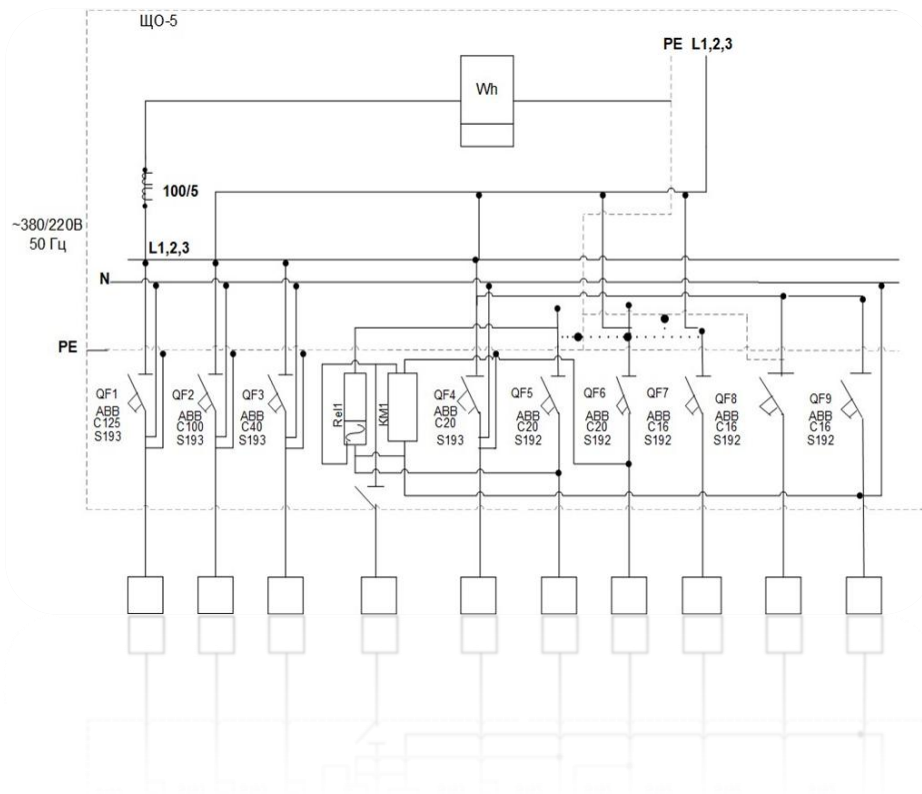 ЩО-5
PE L1,2,3
Wh
100/5
~380/220В
50 Гц
L1,2,3
N
PE
QF1
ABB
C125
S193
QF2
ABB
C100
S193
QF3
ABB
C40
S193
Rel1
KM1
QF4
ABB
C20
S193
QF5
ABB
C20
S192
QF6
ABB
C20
S192
QF7
ABB
C16
S192
QF8
ABB
C16
S192
QF9
ABB
C16
S192